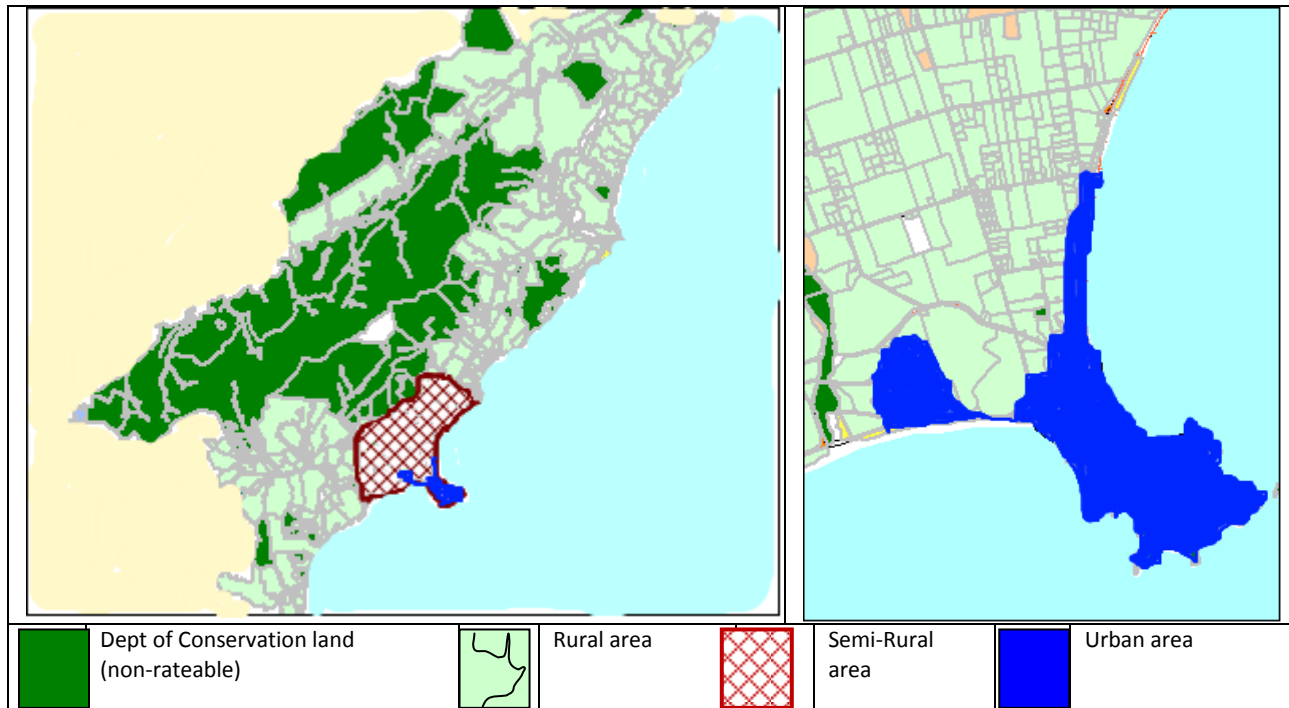 Dept of Conservation land
(non-rateable)
Rural area
Semi-Rural
area
Urban area